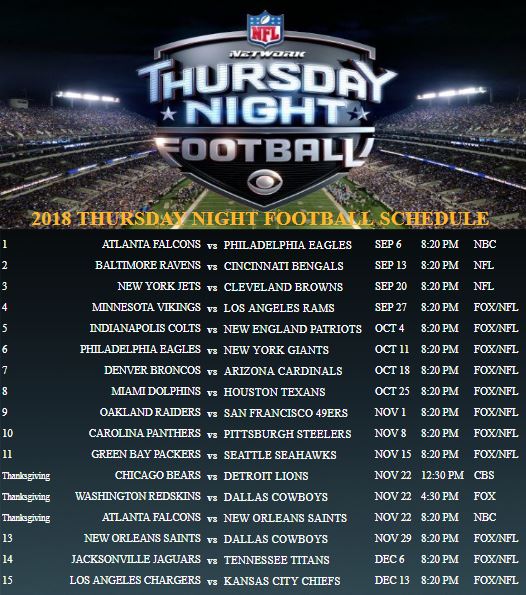 NFL
NETWORK
THURSDAY
NIGHT
FOOTBALL
2018 THURSDAY NIGHT FOOTBALL SCHEDULE
1 ATLANTA FALCONS vs PHILADELPHIA EAGLES SEP 6 8:20 PM NBC
2 BALTIMORE RAVENS vs CINCINNATI BENGALS SEP 13 8:20 PM NFL
3 NEW YORK JETS vs CLEVELAND BROWNS SEP 20 8:20 PM NFL
4 MINNESOTA VIKINGS vs LOS ANGELES RAMS SEP 27 8:20 PM FOX/NFL
5 INDIANAPOLIS COLTS vs NEW ENGLAND PATRIOTS OCT 4 8:20 PM FOX/NFL
6 PHILADELPHIA EAGLES vs NEW YORK GIANTS OCT 11 8:20 PM FOX/NFL
7 DENVER BRONCOS vs ARIZONA CARDINALS OCT 18 8:20 PM FOX/NFL
8 MIAMI DOLPHINS vs HOUSTON TEXANS OCT 25 8:20 PM FOX/NFL
9 OAKLAND RAIDERS vs SAN FRANCISCO 49ERS NOV 1 8:20 PM FOX/NFL
10 CAROLINA PANTHERS vs PITTSBURGH STEELERS NOV 8 8:20 PM FOX/NFL
11 GREEN BAY PACKERS vs SEATTLE SEAHAWKS NOV 15 8:20 PM FOX/NFL
Thanksgiving CHICAGO BEARS vs DETROIT LIONS NOV 22 12:30 PM CBS
Thanksgiving WASHINGTON REDSKINS vs DALLAS COWBOYS NOV 22 4:30 PM FOX
Thanksgiving ATLANTA FALCONS vs NEW ORLEANS SAINTS NOV 22 8:20 PM NBC
13 NEW ORLEANS SAINTS vs DALLAS COWBOYS NOV 29 8:20 PM FOX/NFL
14 JACKSONVILLE JAGUARS vs TENNESSEE TITANS DEC 6 8:20 PM FOX/NFL
15 LOS ANGELES CHARGERS vs KANSAS CITY CHIEFS DEC 13 8:20 PM FOX/NFL